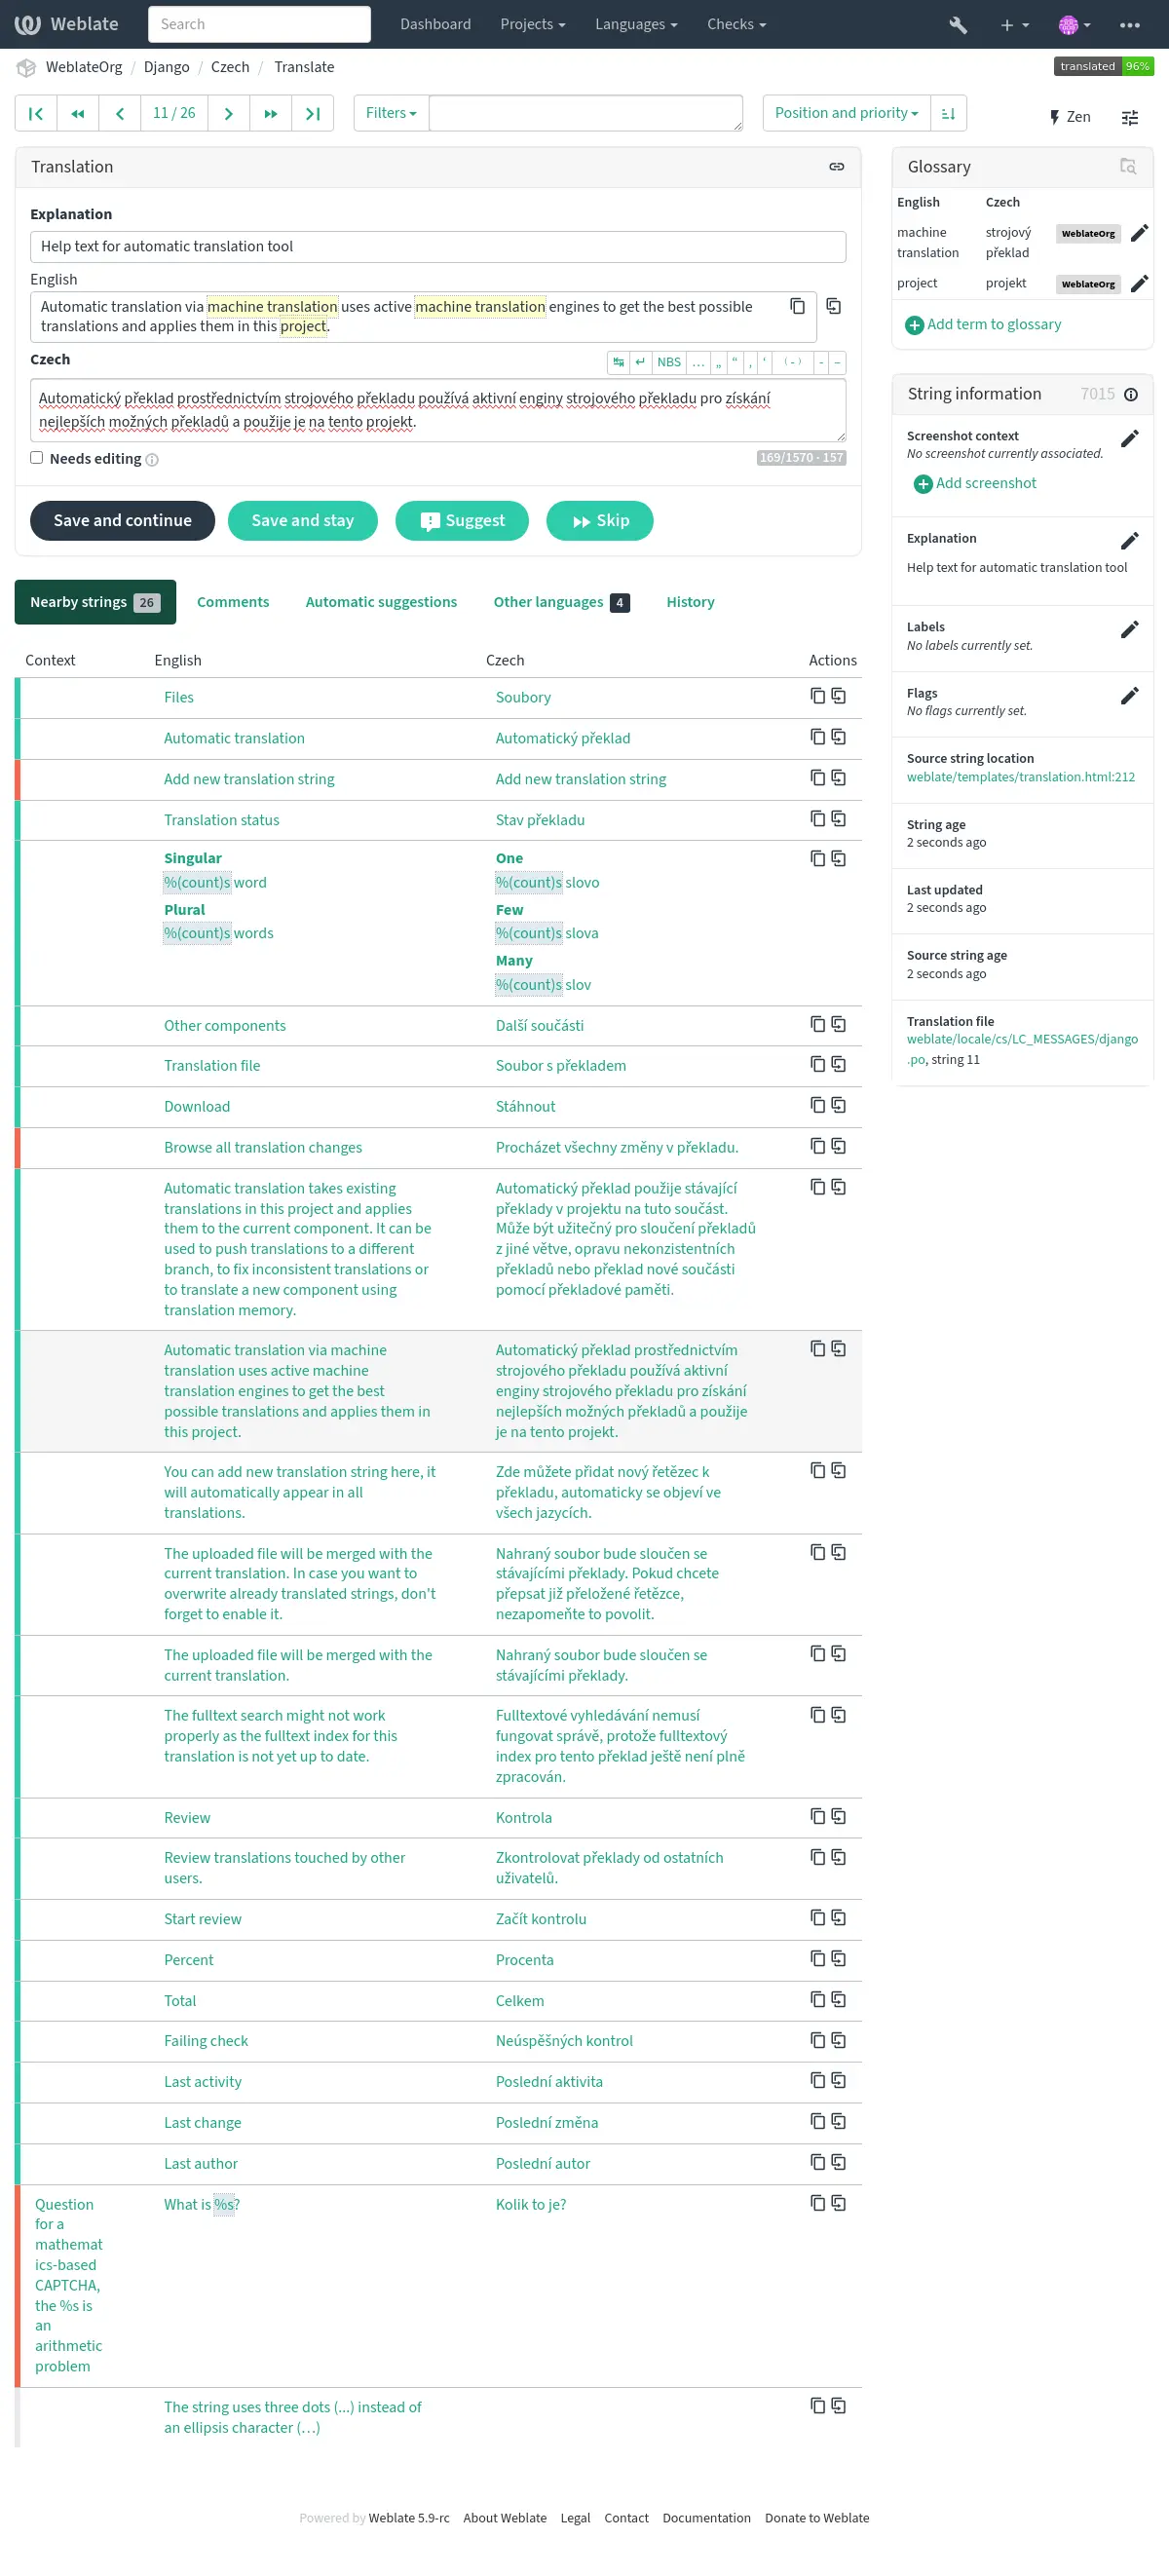 Weblate
Search
Dashboard Projects Languages Checks
WeblateOrg / Django / Czech / Translate
translated 96%
11 / 26
Filters
Position and priority
Zen
Translation
Explanation
Help text for automatic translation tool
English
Automatic translation via machine translation uses active machine translation engines to get the best possible
translations and applies them in this project.
Czech
NBS … „ “ ‚ ‘ (-) - –
Automatický překlad prostřednictvím strojového překladu používá aktivní enginy strojového překladu pro získání
nejlepších možných překladů a použije je na tento projekt.
Needs editing
169/1570 · 157
Save and continue Save and stay Suggest Skip
Glossary
English Czech
machine strojový WeblateOrg
translation překlad
project projekt WeblateOrg
Add term to glossary
String information 7015
Screenshot context
No screenshot currently associated.
Add screenshot
Explanation
Help text for automatic translation tool
Labels
No labels currently set.
Flags
No flags currently set.
Source string location
weblate/templates/translation.html:212
String age
2 seconds ago
Last updated
2 seconds ago
Source string age
2 seconds ago
Translation file
weblate/locale/cs/LC_MESSAGES/django
.po, string 11
Nearby strings 26 Comments Automatic suggestions Other languages 4 History
Context English Czech Actions
Files Soubory
Automatic translation Automatický překlad
Add new translation string Add new translation string
Translation status Stav překladu
Singular One
%(count)s word %(count)s slovo
Plural Few
%(count)s words %(count)s slova
Many
%(count)s slov
Other components Další součásti
Translation file Soubor s překladem
Download Stáhnout
Browse all translation changes Procházet všechny změny v překladu.
Automatic translation takes existing Automatický překlad použije stávající
translations in this project and applies překlady v projektu na tuto součást.
them to the current component. It can be Může být užitečný pro sloučení překladů
used to push translations to a different z jiné větve, opravu nekonzistentních
branch, to fix inconsistent translations or překladů nebo překlad nové součásti
to translate a new component using pomocí překladové paměti.
translation memory.
Automatic translation via machine Automatický překlad prostřednictvím
translation uses active machine strojového překladu používá aktivní
translation engines to get the best enginy strojového překladu pro získání
possible translations and applies them in nejlepších možných překladů a použije
this project. je na tento projekt.
You can add new translation string here, it Zde můžete přidat nový řetězec k
will automatically appear in all překladu, automaticky se objeví ve
translations. všech jazycích.
The uploaded file will be merged with the Nahraný soubor bude sloučen se
current translation. In case you want to stávajícími překlady. Pokud chcete
overwrite already translated strings, don't přepsat již přeložené řetězce,
forget to enable it. nezapomeňte to povolit.
The uploaded file will be merged with the Nahraný soubor bude sloučen se
current translation. stávajícími překlady.
The fulltext search might not work Fulltextové vyhledávání nemusí
properly as the fulltext index for this fungovat správě, protože fulltextový
translation is not yet up to date. index pro tento překlad ještě není plně
zpracován.
Review Kontrola
Review translations touched by other Zkontrolovat překlady od ostatních
users. uživatelů.
Start review Začít kontrolu
Percent Procenta
Total Celkem
Failing check Neúspěšných kontrol
Last activity Poslední aktivita
Last change Poslední změna
Last author Poslední autor
Question What is %s? Kolik to je?
for a
mathemat
ics-based
CAPTCHA,
the %s is
an
arithmetic
problem
The string uses three dots (...) instead of
an ellipsis character (…)
Powered by Weblate 5.9-rc About Weblate Legal Contact Documentation Donate to Weblate